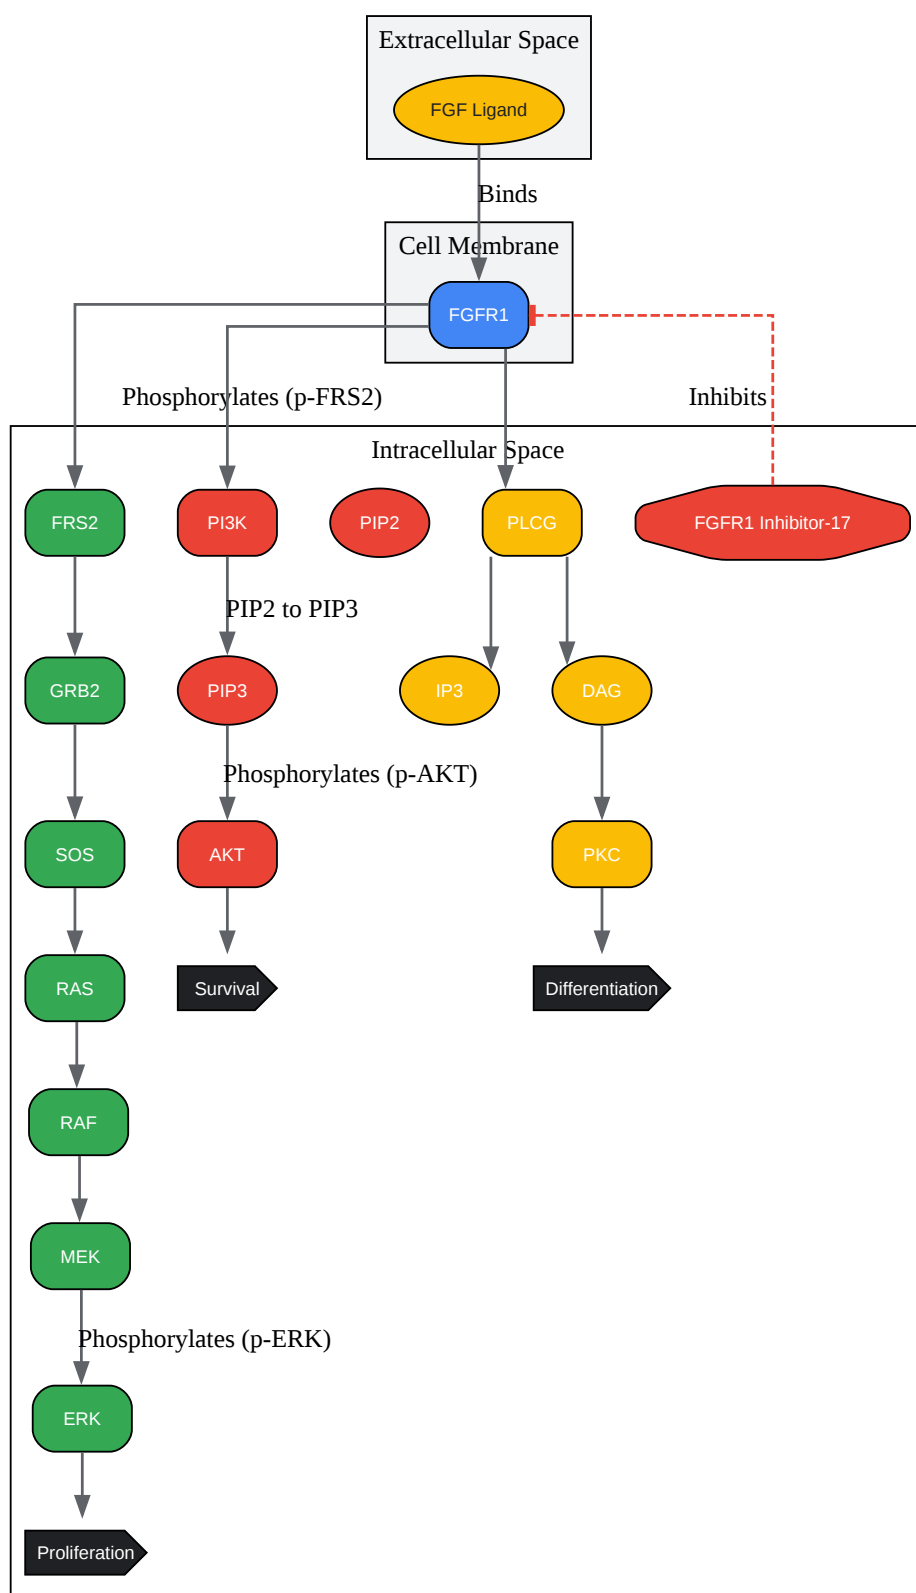 Extracellular Space
FGF Ligand
Binds
Cell Membrane
FGFR1
Phosphorylates (p-FRS2)
Inhibits
Intracellular Space
FRS2
PI3K
PIP2
PLCG
FGFR1 Inhibitor-17
PIP2 to PIP3
GRB2
PIP3
IP3
DAG
Phosphorylates (p-AKT)
SOS
AKT
PKC
RAS
Survival
Differentiation
RAF
MEK
Phosphorylates (p-ERK)
ERK
Proliferation